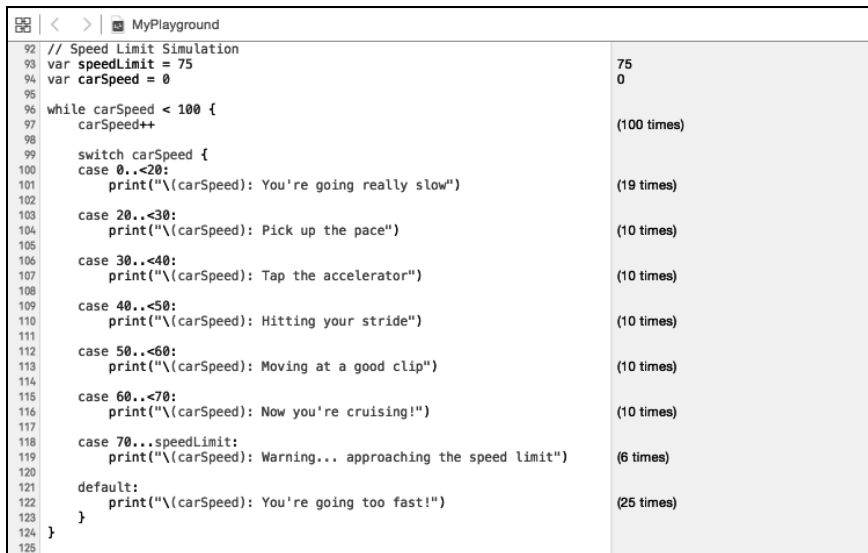 MyPlayground
92 // Speed Limit Simulation
93 var speedLimit = 75 75
94 var carSpeed = 0 0
95
96 while carSpeed < 100 {
97     carSpeed++ (100 times)
98
99     switch carSpeed {
100     case 0..<20:
101         print("\(carSpeed): You're going really slow") (19 times)
102
103     case 20..<30:
104         print("\(carSpeed): Pick up the pace") (10 times)
105
106     case 30..<40:
107         print("\(carSpeed): Tap the accelerator") (10 times)
108
109     case 40..<50:
110         print("\(carSpeed): Hitting your stride") (10 times)
111
112     case 50..<60:
113         print("\(carSpeed): Moving at a good clip") (10 times)
114
115     case 60..<70:
116         print("\(carSpeed): Now you're cruising!") (10 times)
117
118     case 70...speedLimit:
119         print("\(carSpeed): Warning... approaching the speed limit") (6 times)
120
121     default:
122         print("\(carSpeed): You're going too fast!") (25 times)
123     }
124 }
125